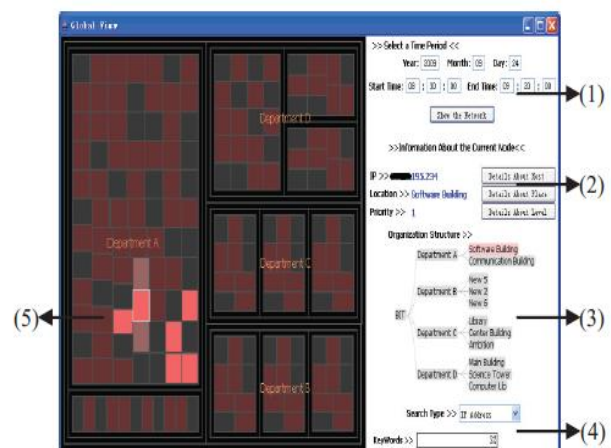 Global View
Department A
Department D
Department C
Department B
>> Select a Time Period <<
Year: 2009 Month: 09 Day: 24
Start Time: 09 : 10 : 00 End Time: 09 : 20 : 00
Show the Network
>>Information About the Current Node<<
IP >> 195.234
Details About Host
Location >> Software Building
Details About Place
Priority >> 1
Details About Level
Organization Structure >>
BIT
Department A
Software Building
Communication Building
Department B
New 5
New 2
New 6
Department C
Library
Center Building
Ambition
Department D
Main Building
Science Tower
Computer Lib
Search Type >> IP Address
KeyWords >>
(1)
(2)
(3)
(4)
(5)